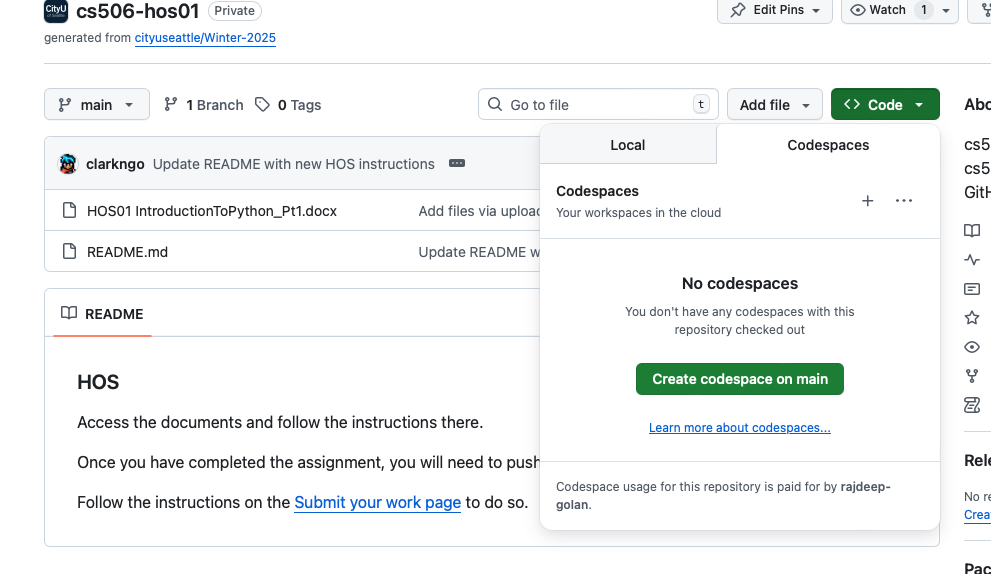 CityU
of Seattle
cs506-hos01 Private
Edit Pins
Watch 1
generated from cityuseattle/Winter-2025
main
1 Branch
0 Tags
Go to file t
Add file
Code
Local
Codespaces
Codespaces
Your workspaces in the cloud
No codespaces
You don't have any codespaces with this
repository checked out
Create codespace on main
Learn more about codespaces...
Codespace usage for this repository is paid for by rajdeep-
golan.
clarkngo Update README with new HOS instructions
HOS01 IntroductionToPython_Pt1.docx Add files via upload
README.md Update README w
README
HOS
Access the documents and follow the instructions there.
Once you have completed the assignment, you will need to push
Follow the instructions on the Submit your work page to do so.
Abo
cs5
cs5
GitH
Rele
No re
Crea
Pac